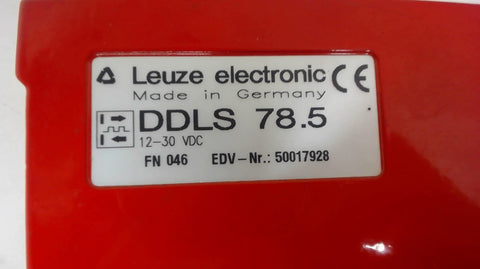 Leuze electronic CE
Made in Germany
DDLS 78.5
12-30 VDC
FN 046 EDV-Nr.: 50017928